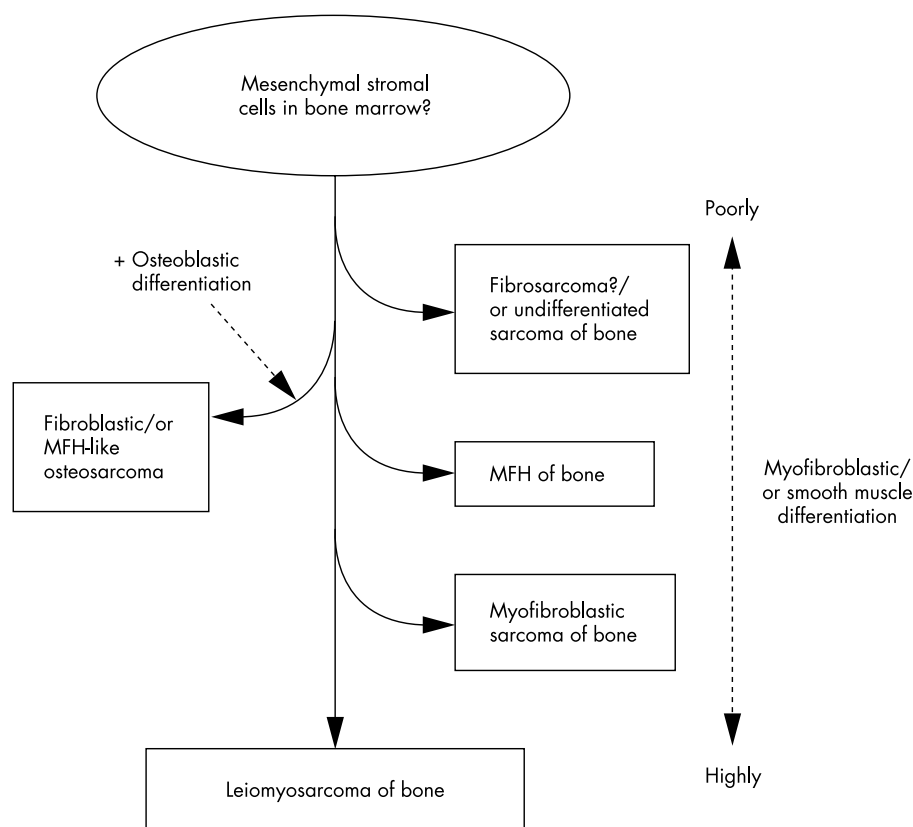 Mesenchymal stromal
cells in bone marrow?
Poorly
+ Osteoblastic
differentiation
Fibrosarcoma?/
or undifferentiated
sarcoma of bone
Fibroblastic/or
MFH-like
osteosarcoma
MFH of bone
Myofibroblastic/
or smooth muscle
differentiation
Myofibroblastic
sarcoma of bone
Highly
Leiomyosarcoma of bone